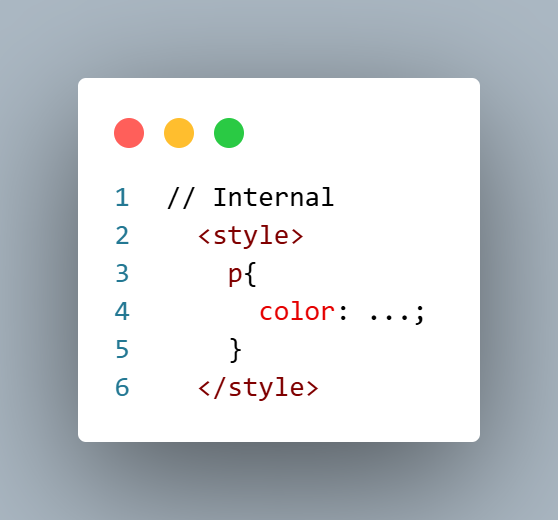 1 // Internal
2 <style>
3 p{
4 color: ...;
5 }
6 </style>